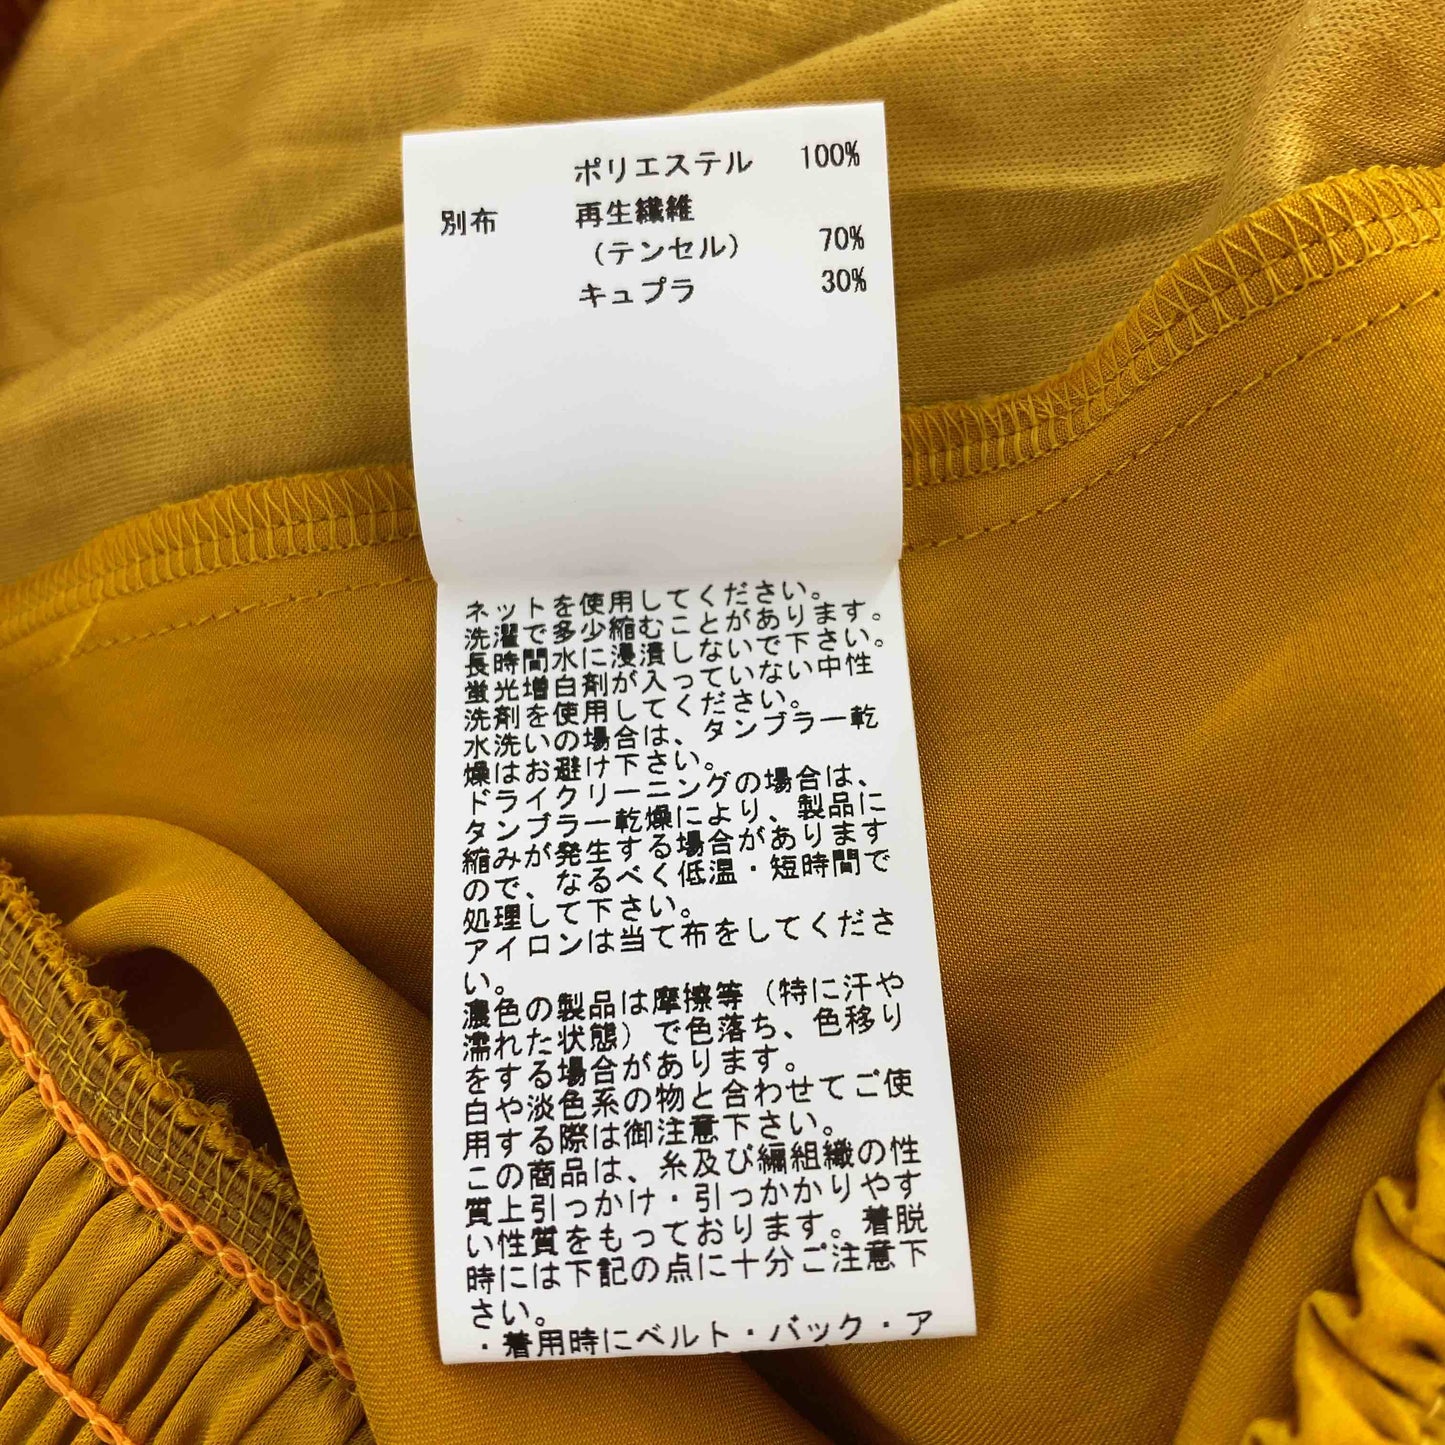 ポリエステル 100%
別布 再生繊維
(テンセル) 70%
キュプラ 30%
ネットを使用してください。
洗濯で多少縮むことがあります。
長時間水に浸漬しないで下さい。
蛍光増白剤が入っていない中性
洗剤を使用してください。
水洗いの場合は、タンブラー乾
燥はお避け下さい。
ドライクリーニングの場合は、
タンブラー乾燥により、製品に
縮みが発生する場合があります
ので、なるべく低温・短時間で
処理して下さい。
アイロンは当て布をしてくださ
い。
濃色の製品は摩擦等(特に汗や
濡れた状態)で色落ち、色移り
をする場合があります。
白や淡色系の物と合わせてご使
用する際は御注意下さい。
この商品は、糸及び編組織の性
質上引っかけ・引っかかりやす
い性質をもっております。着脱
時には下記の点に十分ご注意下
さい。
・着用時にベルト・バック・ア